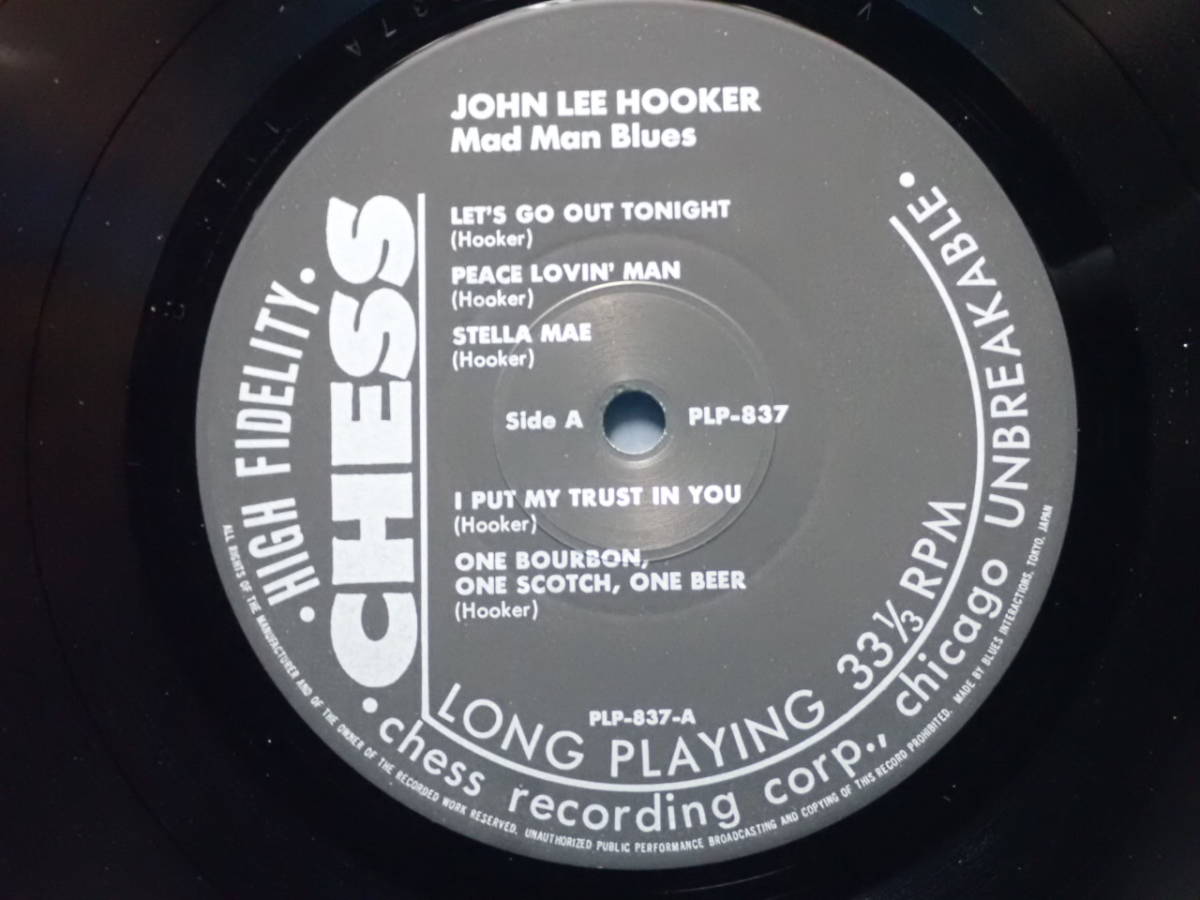 JOHN LEE HOOKER
Mad Man Blues
LET'S GO OUT TONIGHT
(Hooker)
PEACE LOVIN' MAN
(Hooker)
STELLA MAE
(Hooker)
Side A
PLP-837
I PUT MY TRUST IN YOU
(Hooker)
ONE BOURBON,
ONE SCOTCH, ONE BEER
(Hooker)
PLP-837-A
• HIGH FIDELITY •
CHESS
LONG PLAYING 33⅓ RPM
• chess recording corp., chicago UNBREAKABLE •
ALL RIGHTS OF THE MANUFACTURER AND OF THE OWNER OF THE RECORDED WORK RESERVED. UNAUTHORIZED PUBLIC PERFORMANCE BROADCASTING AND COPYING OF THIS RECORD PROHIBITED. MADE BY BLUES INTERACTIONS, TOKYO, JAPAN